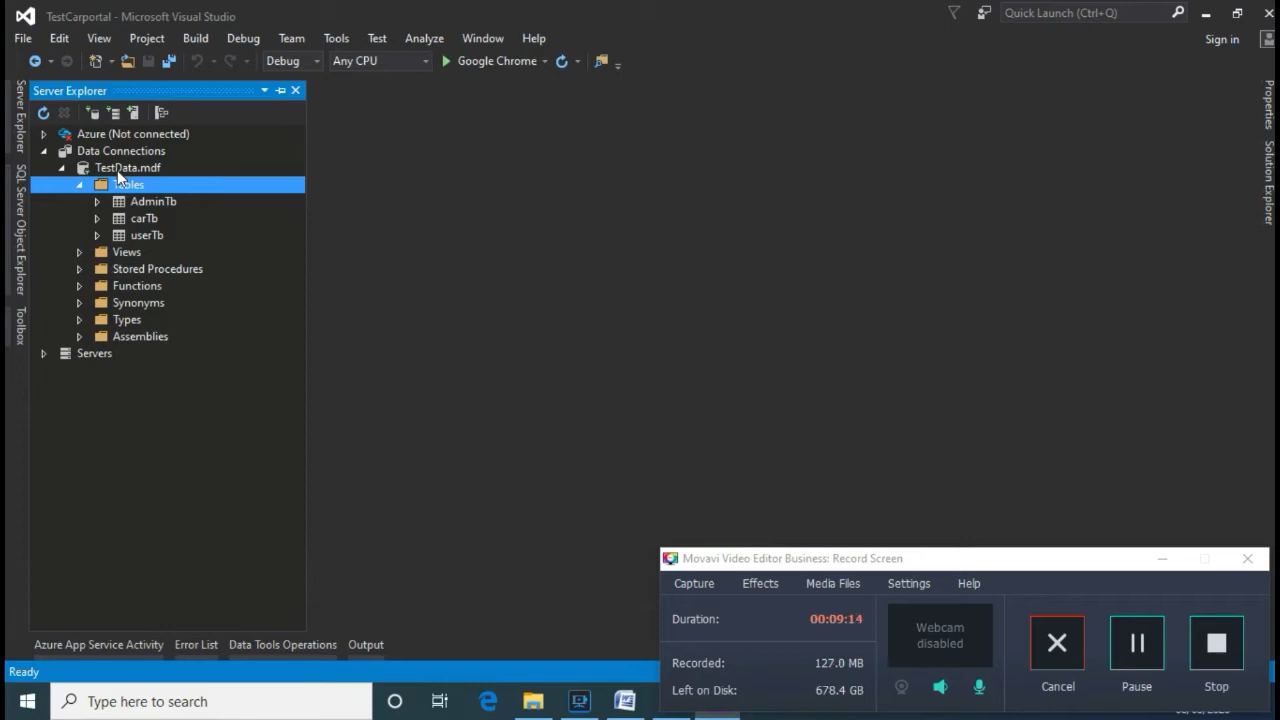 TestCarportal - Microsoft Visual Studio
Quick Launch (Ctrl+Q)
File Edit View Project Build Debug Team Tools Test Analyze Window Help
Sign in
Debug Any CPU Google Chrome
Server Explorer
Server Explorer
SQL Server Object Explorer
Toolbox
Azure (Not connected)
Data Connections
TestData.mdf
Tables
AdminTb
carTb
userTb
Views
Stored Procedures
Functions
Synonyms
Types
Assemblies
Servers
Properties
Solution Explorer
Azure App Service Activity Error List Data Tools Operations Output
Ready
Movavi Video Editor Business: Record Screen
Capture Effects Media Files Settings Help
Duration: 00:09:14
Recorded: 127.0 MB
Left on Disk: 678.4 GB
Webcam
disabled
Cancel Pause Stop
Type here to search